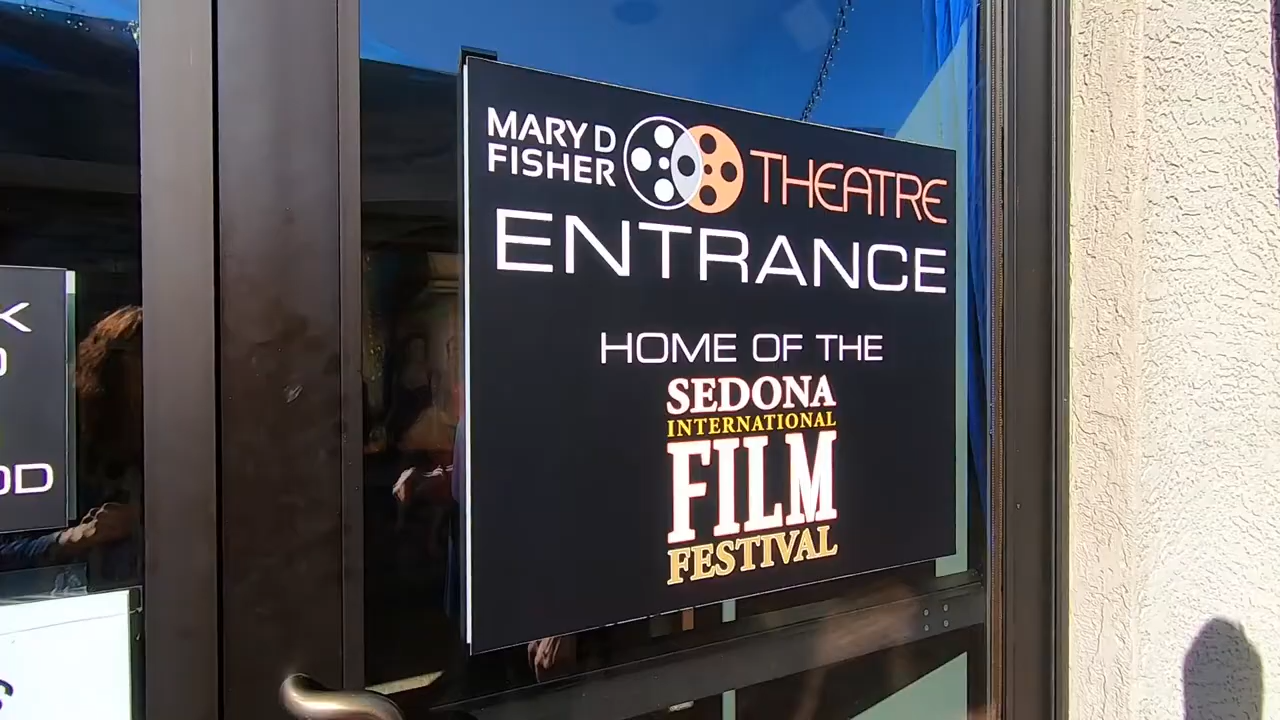 MARY D
FISHER
THEATRE
ENTRANCE
HOME OF THE
SEDONA
INTERNATIONAL
FILM
FESTIVAL